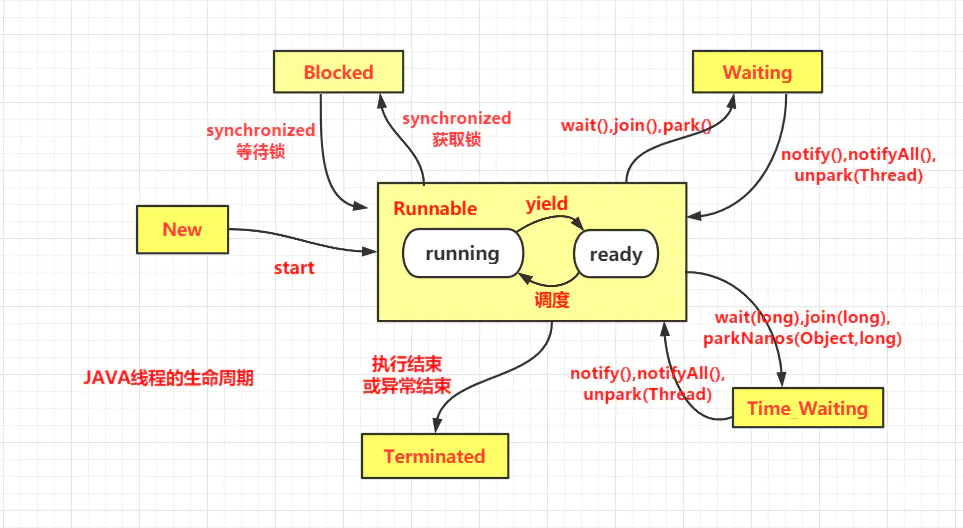 Blocked
Waiting
synchronized
等待锁
synchronized
获取锁
wait(),join(),park()
notify(),notifyAll(),
unpark(Thread)
New
start
Runnable
yield
running
ready
调度
wait(long),join(long),
parkNanos(Object,long)
JAVA线程的生命周期
执行结束
或异常结束
notify(),notifyAll(),
unpark(Thread)
Time_Waiting
Terminated